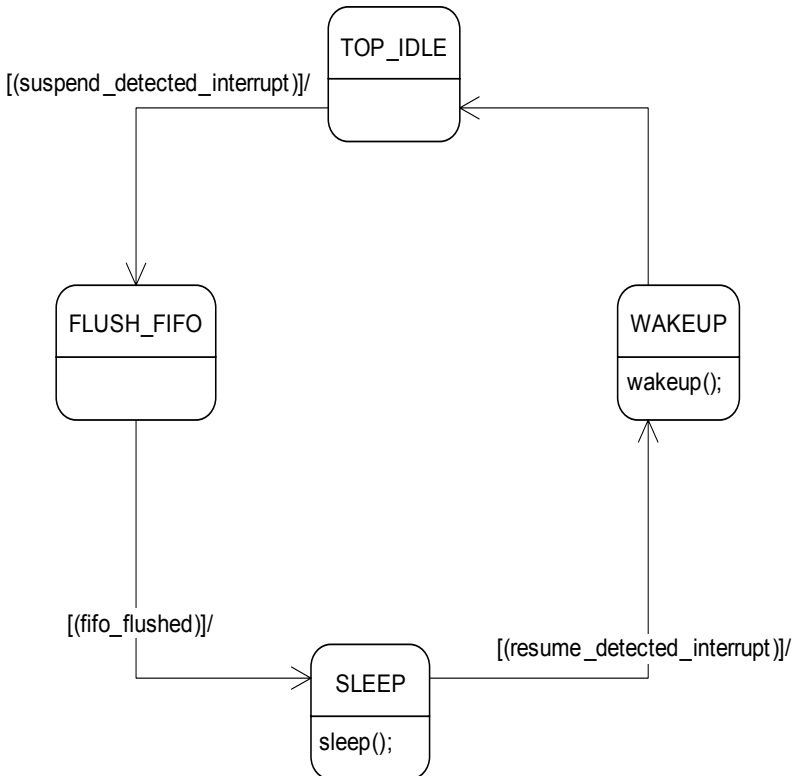 TOP_IDLE
[(suspend_detected_interrupt)]/
FLUSH_FIFO
WAKEUP
wakeup();
[(fifo_flushed)]/
[(resume_detected_interrupt)]/
SLEEP
sleep();